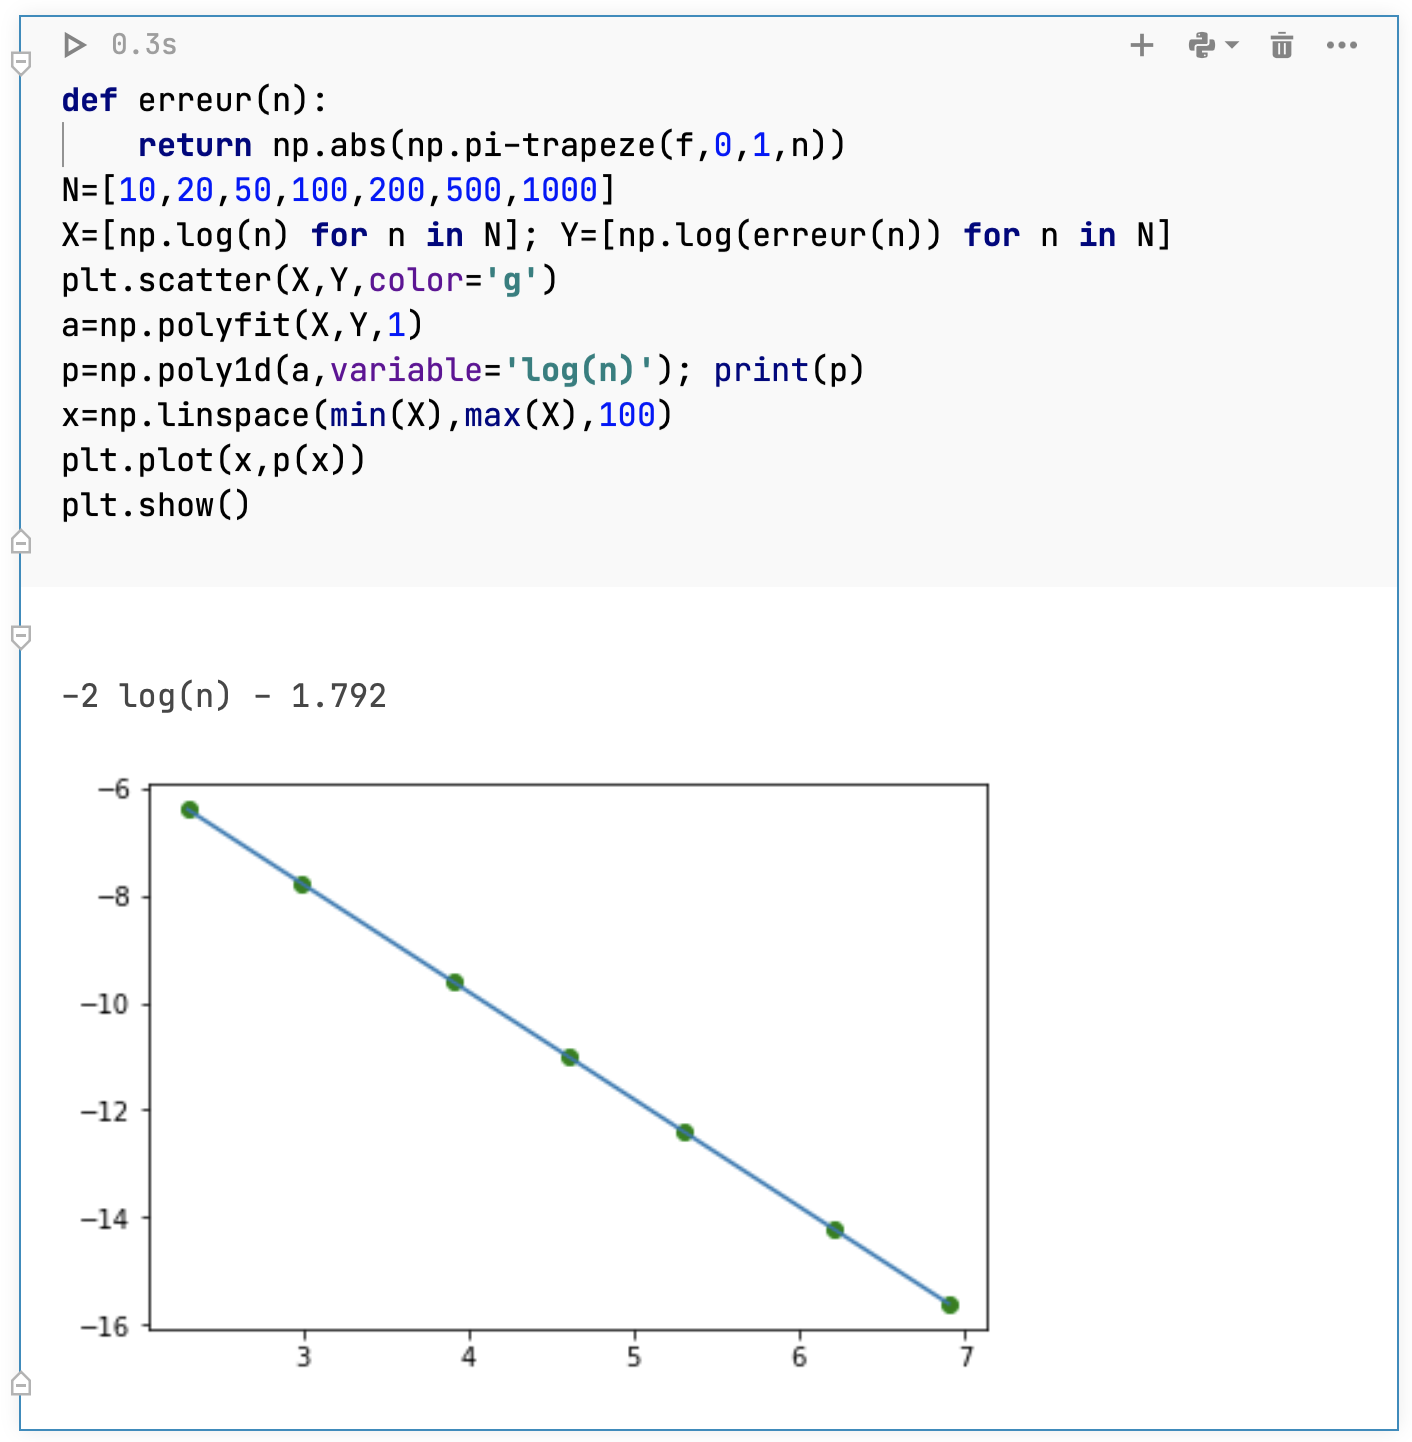 0.3s
def erreur(n):
    return np.abs(np.pi-trapeze(f,0,1,n))
N=[10,20,50,100,200,500,1000]
X=[np.log(n) for n in N]; Y=[np.log(erreur(n)) for n in N]
plt.scatter(X,Y,color='g')
a=np.polyfit(X,Y,1)
p=np.poly1d(a,variable='log(n)'); print(p)
x=np.linspace(min(X),max(X),100)
plt.plot(x,p(x))
plt.show()
-2 log(n) - 1.792
−6
−8
−10
−12
−14
−16
3 4 5 6 7